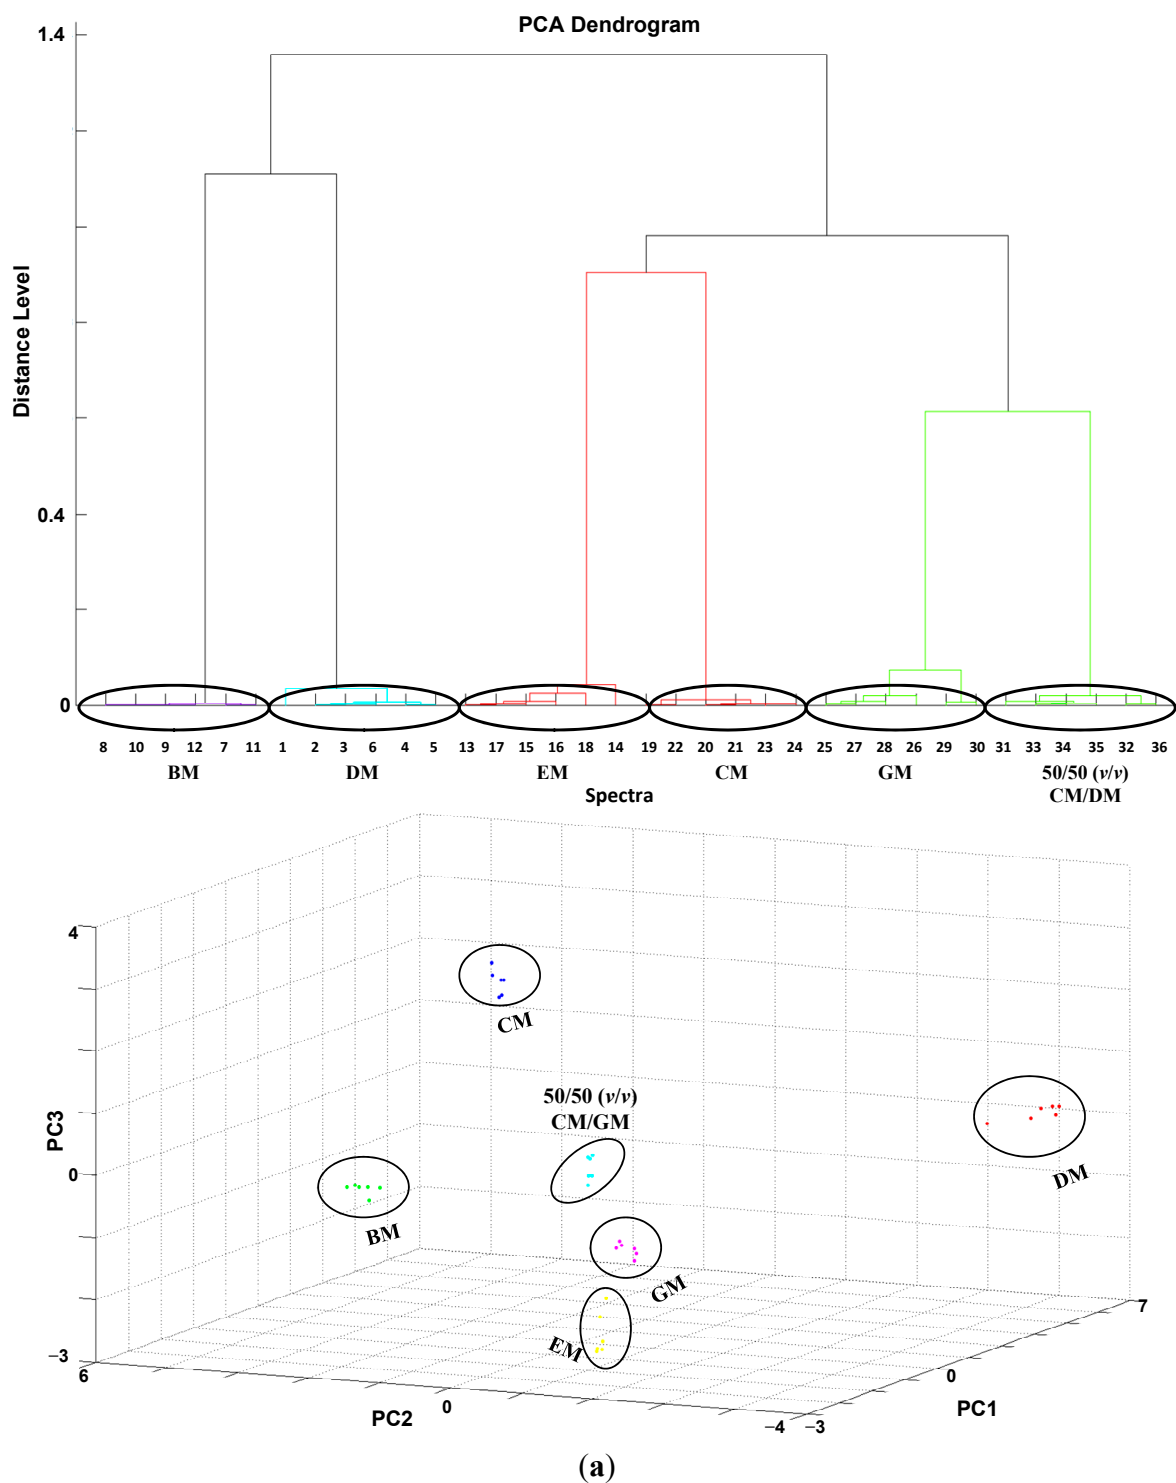 PCA Dendrogram
1.4
Distance Level
0.4
0
8 10 9 12 7 11 1 2 3 6 4 5 13 17 15 16 18 14 19 22 20 21 23 24 25 27 28 26 29 30 31 33 34 35 32 36
BM DM EM CM GM 50/50 (v/v)
CM/DM
Spectra
4
CM
50/50 (v/v)
CM/GM
PC3
0
DM
BM
GM
EM
7
−3
6
0
PC2
0
PC1
−4
−3
(a)